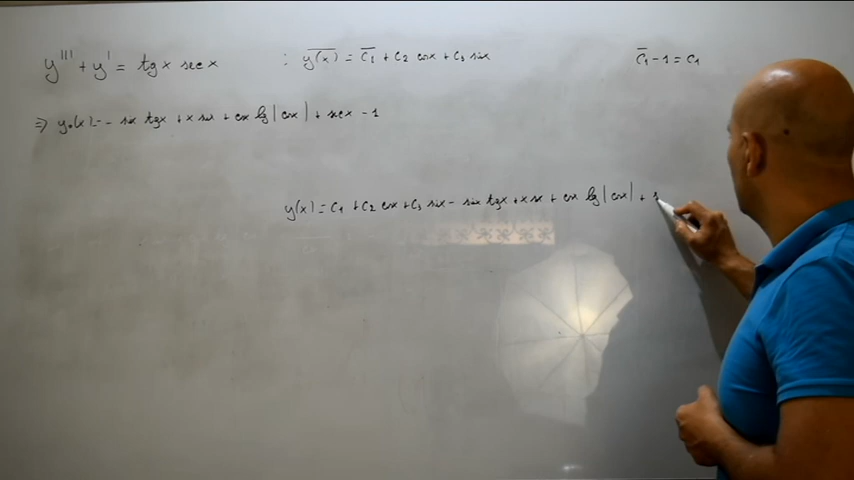 y''' + y' = tg x sec x : y(x) = c̄1 + c2 cos x + c3 sin x c̄1 - 1 = c1
⇒ y0(x) = - sin x tg x + x sin x + cos x lg |cos x| + sec x - 1
y(x) = c1 + c2 cos x + c3 sin x - sin x tg x + x sin x + cos x lg |cos x| + s